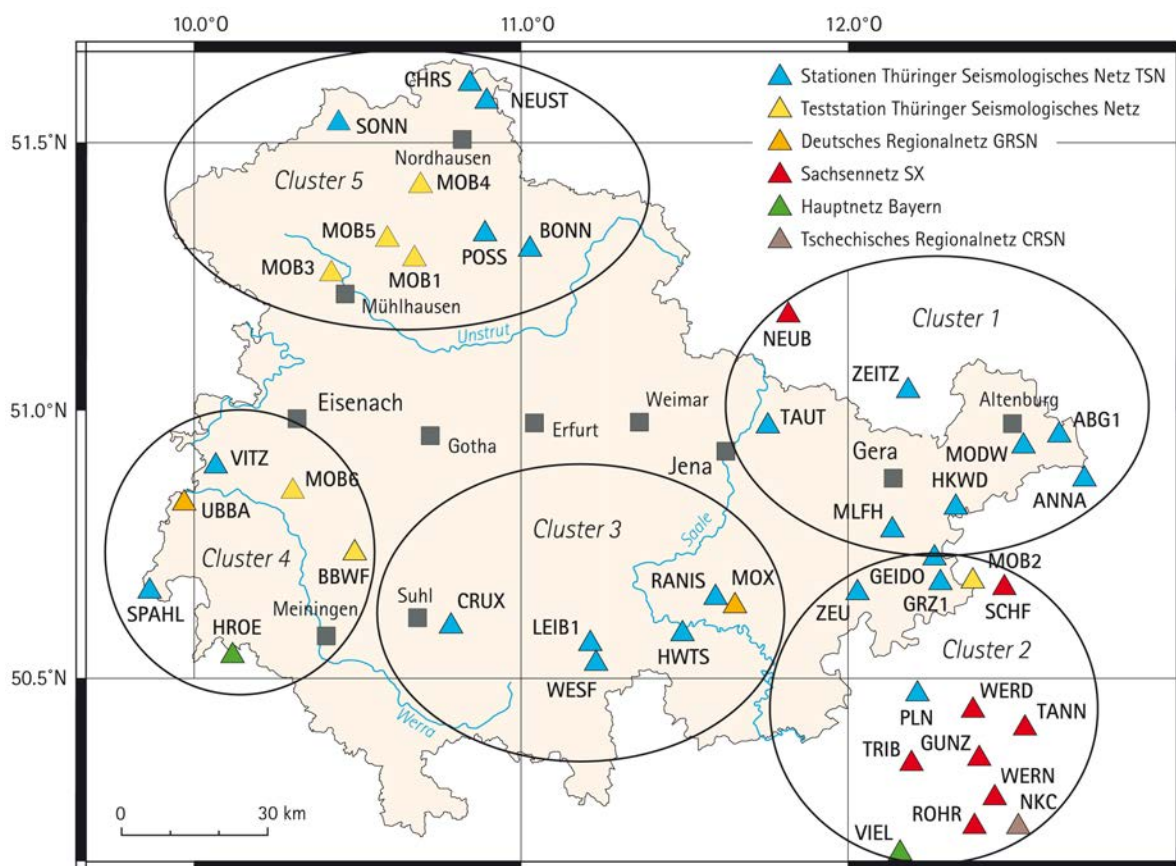 10.0°O
11.0°O
12.0°O
51.5°N
51.0°N
50.5°N
Stationen Thüringer Seismologisches Netz TSN
Teststation Thüringer Seismologisches Netz
Deutsches Regionalnetz GRSN
Sachsennetz SX
Hauptnetz Bayern
Tschechisches Regionalnetz CRSN
CHRS
NEUST
SONN
Nordhausen
Cluster 5
MOB4
MOB5
BONN
MOB3
MOB1
POSS
Mühlhausen
Unstrut
Cluster 1
NEUB
ZEITZ
Altenburg
TAUT
ABG1
MODW
Gera
HKWD
ANNA
MLFH
Eisenach
Weimar
Gotha
Erfurt
Jena
VITZ
MOB6
UBBA
Cluster 4
BBWF
SPAHL
Meiningen
HROE
Cluster 3
Saale
Suhl
CRUX
RANIS
MOX
LEIB1
HWTS
WESF
Werra
GEIDO
MOB2
ZEU
GRZ1
SCHF
Cluster 2
PLN
WERD
TANN
TRIB
GUNZ
WERN
ROHR
NKC
VIEL
0
30 km